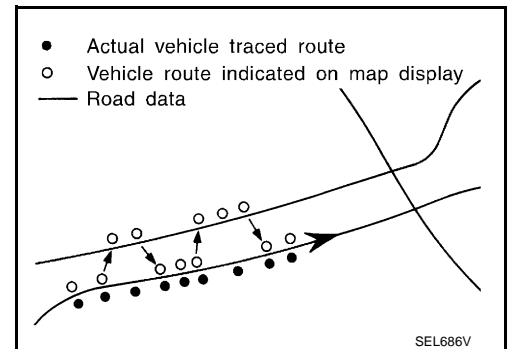 Actual vehicle traced route
Vehicle route indicated on map display
Road data
SEL686V